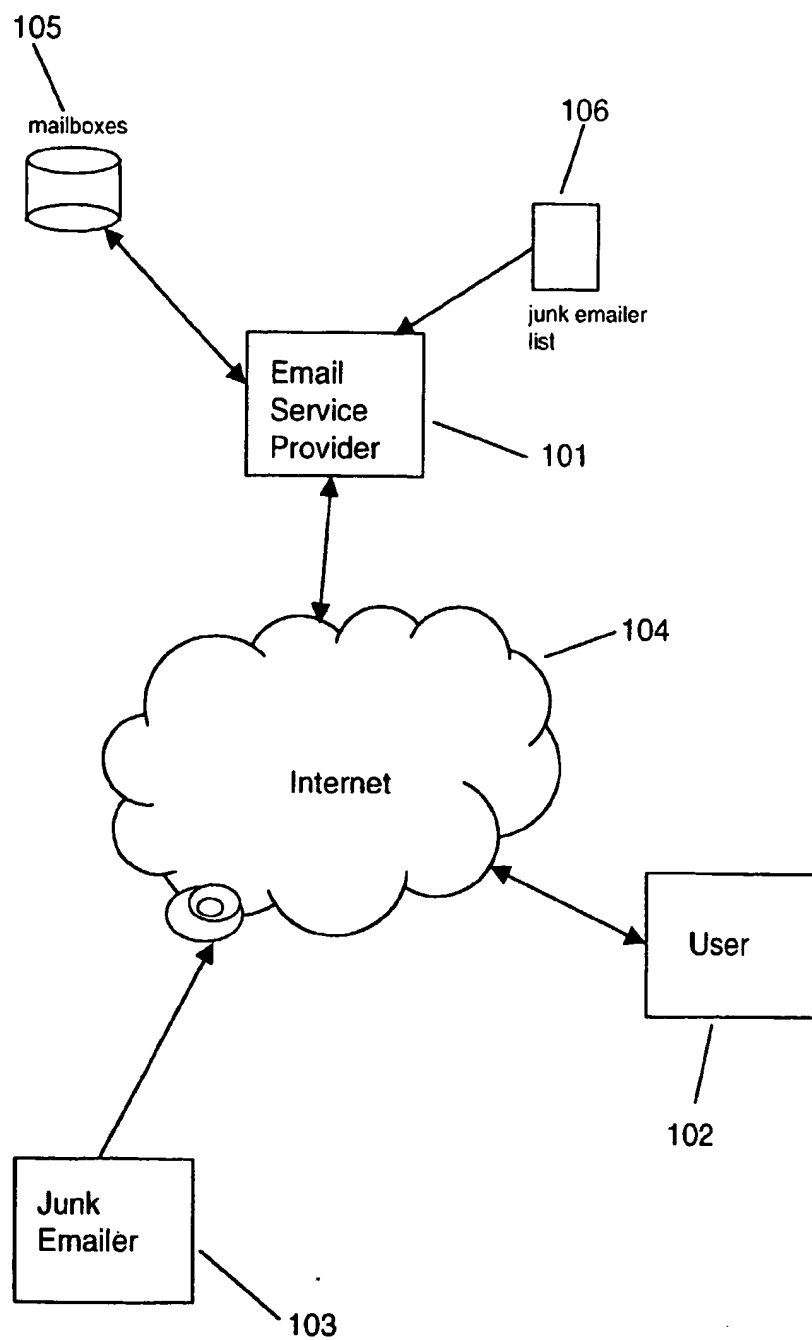 105
mailboxes
106
junk emailer
list
Email
Service
Provider
101
104
Internet
User
102
Junk
Emailer
103